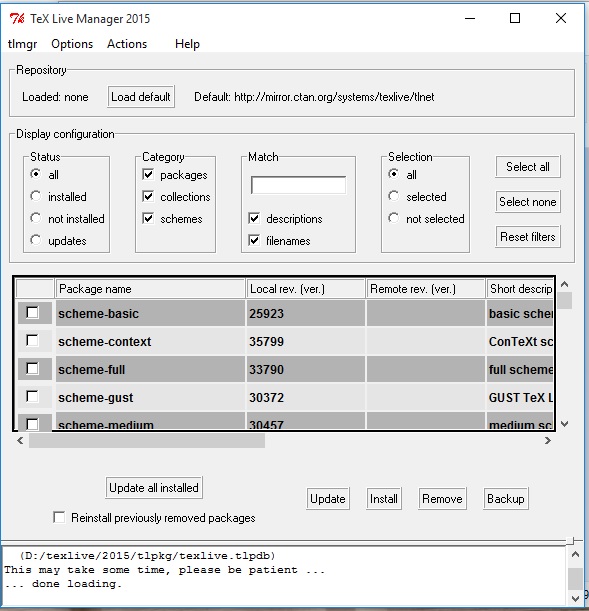 TeX Live Manager 2015
tlmgr Options Actions Help
Repository
Loaded: none Load default Default: http://mirror.ctan.org/systems/texlive/tlnet
Display configuration
Status Category Match Selection
all packages all Select all
installed collections selected Select none
not installed schemes descriptions not selected
updates filenames Reset filters
Package name Local rev. (ver.) Remote rev. (ver.) Short descrip
scheme-basic 25923 basic scher
scheme-context 35799 ConTeXt sc
scheme-full 33790 full scheme
scheme-gust 30372 GUST TeX L
scheme-medium 30457 medium sc
Update all installed
Update Install Remove Backup
Reinstall previously removed packages
(D:/texlive/2015/tlpkg/texlive.tlpdb)
This may take some time, please be patient ...
... done loading.